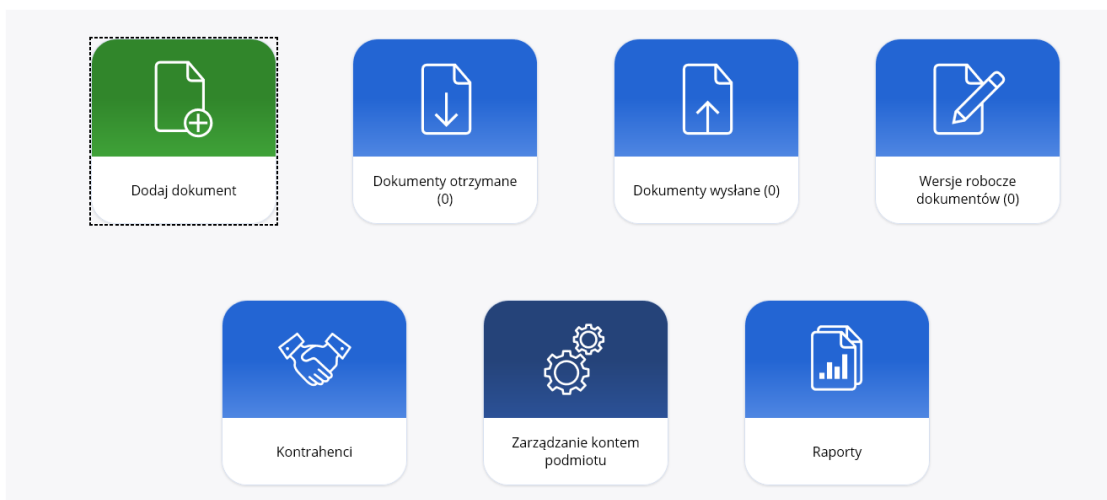 Dodaj dokument
Dokumenty otrzymane
(0)
Dokumenty wysłane (0)
Wersje robocze
dokumentów (0)
Kontrahenci
Zarządzanie kontem
podmiotu
Raporty